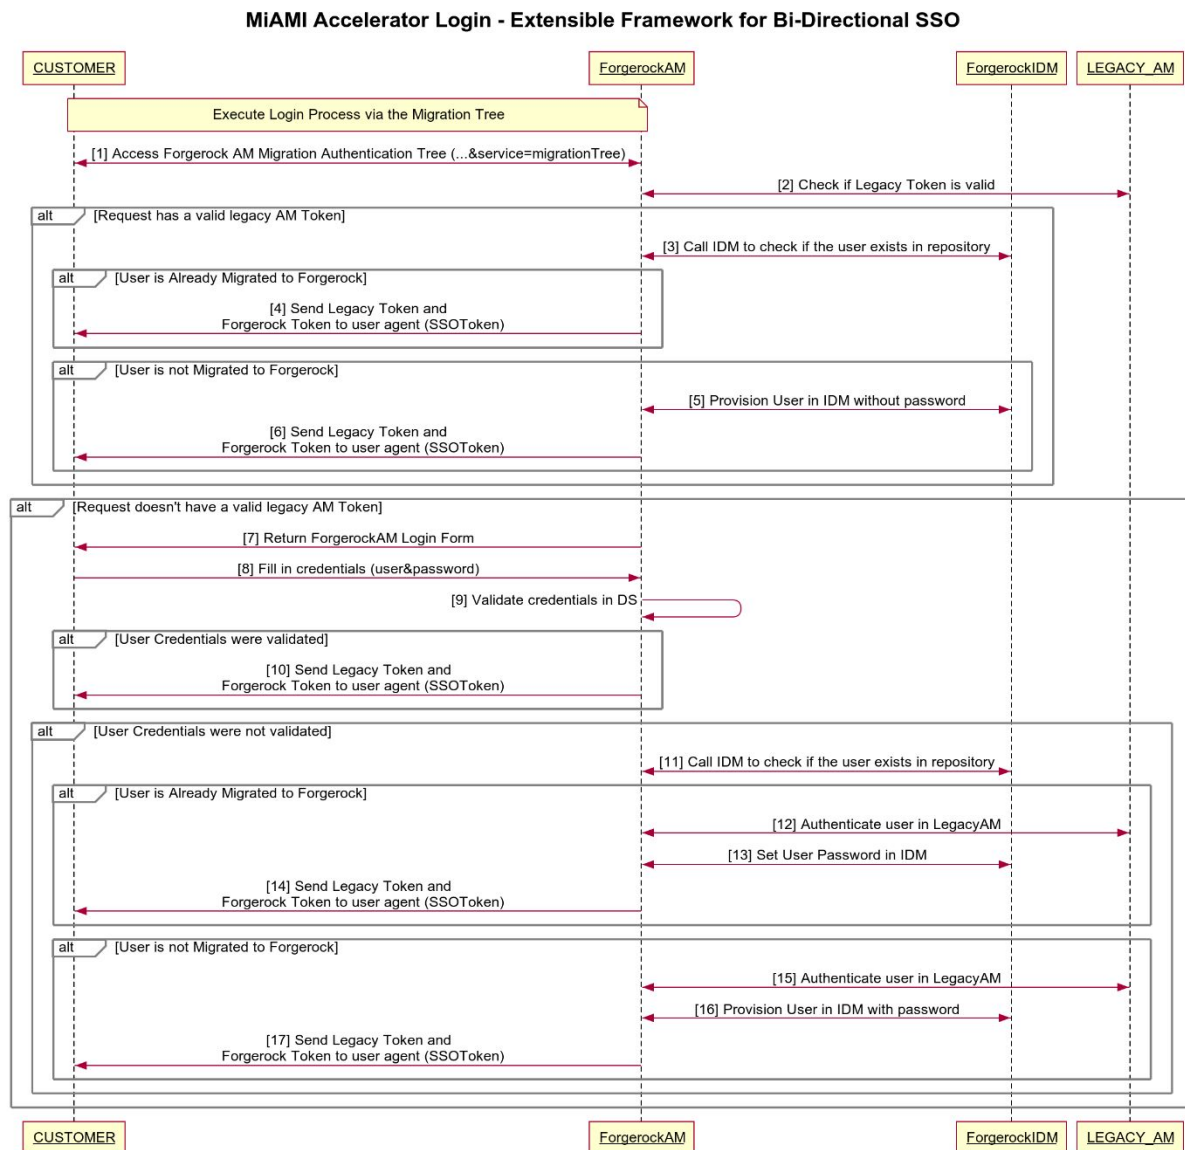 MiAMI Accelerator Login - Extensible Framework for Bi-Directional SSO
CUSTOMER
ForgerockAM
ForgerockIDM
LEGACY_AM
Execute Login Process via the Migration Tree
[1] Access Forgerock AM Migration Authentication Tree (...&service=migrationTree)
[2] Check if Legacy Token is valid
alt
[Request has a valid legacy AM Token]
[3] Call IDM to check if the user exists in repository
alt
[User is Already Migrated to Forgerock]
[4] Send Legacy Token and
Forgerock Token to user agent (SSOToken)
alt
[User is not Migrated to Forgerock]
[5] Provision User in IDM without password
[6] Send Legacy Token and
Forgerock Token to user agent (SSOToken)
alt
[Request doesn't have a valid legacy AM Token]
[7] Return ForgerockAM Login Form
[8] Fill in credentials (user&password)
[9] Validate credentials in DS
alt
[User Credentials were validated]
[10] Send Legacy Token and
Forgerock Token to user agent (SSOToken)
alt
[User Credentials were not validated]
[11] Call IDM to check if the user exists in repository
alt
[User is Already Migrated to Forgerock]
[12] Authenticate user in LegacyAM
[13] Set User Password in IDM
[14] Send Legacy Token and
Forgerock Token to user agent (SSOToken)
alt
[User is not Migrated to Forgerock]
[15] Authenticate user in LegacyAM
[16] Provision User in IDM with password
[17] Send Legacy Token and
Forgerock Token to user agent (SSOToken)
CUSTOMER
ForgerockAM
ForgerockIDM
LEGACY_AM